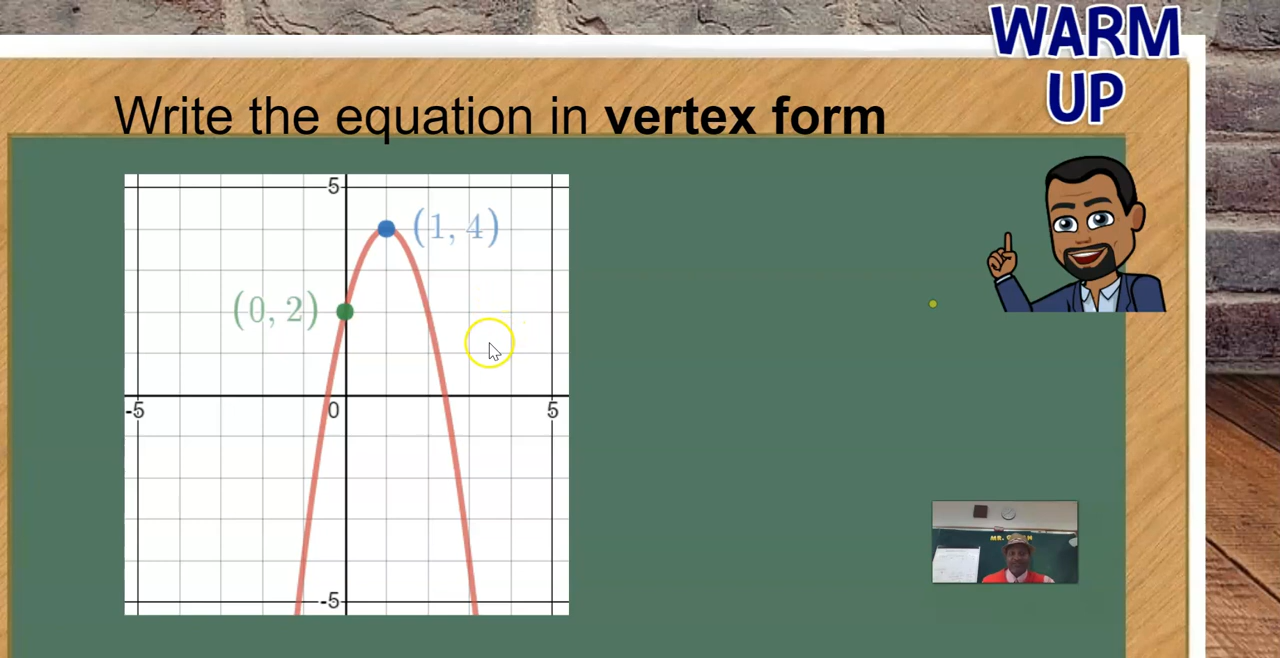 WARM
UP
Write the equation in vertex form
5
(1, 4)
(0, 2)
-5
0
5
-5